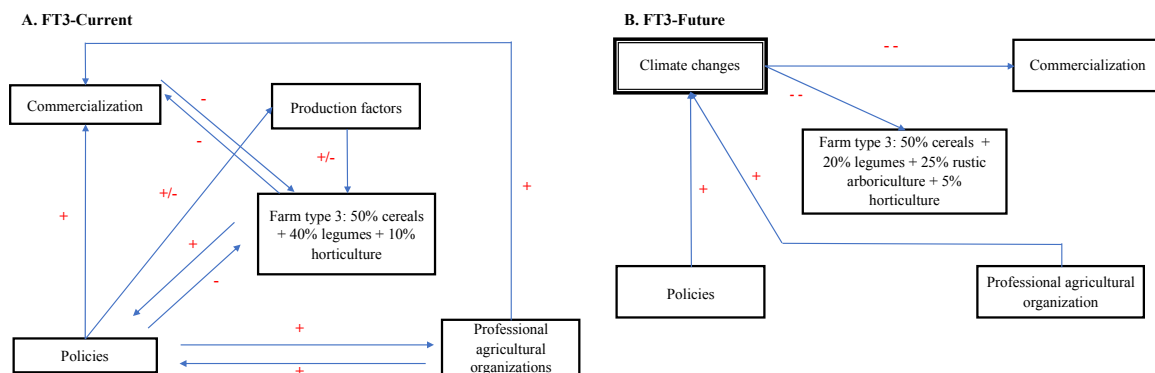 A. FT3-Current
B. FT3-Future
Commercialization
Production factors
-
-
+/-
+/-
+
+
Farm type 3: 50% cereals
+ 40% legumes + 10%
horticulture
+
-
Policies
+
+
Professional
agricultural
organizations
Climate changes
- -
Commercialization
- -
Farm type 3: 50% cereals +
20% legumes + 25% rustic
arboriculture + 5%
horticulture
+
+
Policies
Professional agricultural
organization